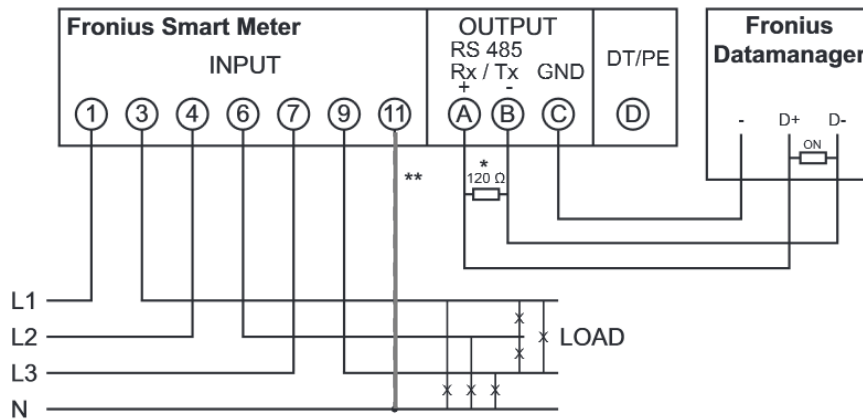 Fronius Smart Meter
INPUT
1 3 4 6 7 9 11
OUTPUT
RS 485
Rx / Tx GND
+ -
A B C
DT/PE
D
Fronius
Datamanager
- D+ D-
ON
**
*
120 Ω
L1
L2
L3
N
LOAD